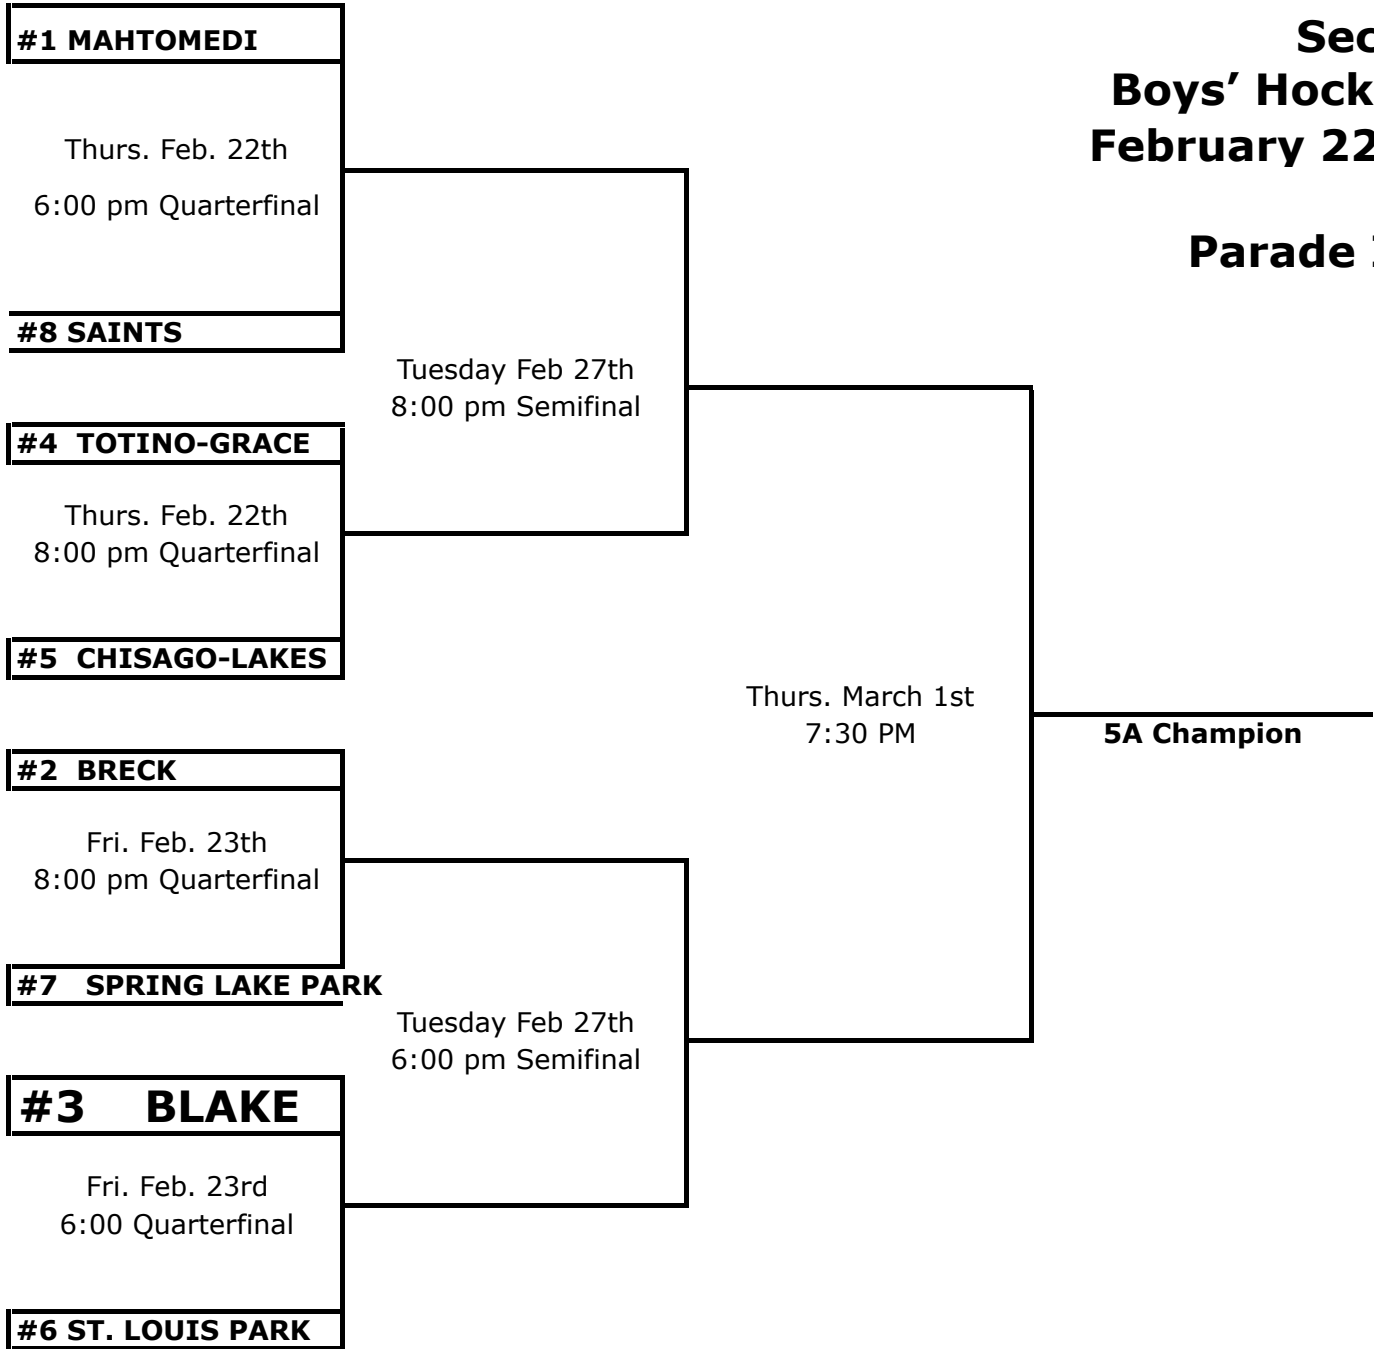 #1 MAHTOMEDI
Thurs. Feb. 22th
6:00 pm Quarterfinal
#8 SAINTS
#4 TOTINO-GRACE
Thurs. Feb. 22th
8:00 pm Quarterfinal
#5 CHISAGO-LAKES
#2 BRECK
Fri. Feb. 23th
8:00 pm Quarterfinal
#7 SPRING LAKE PARK
#3 BLAKE
Fri. Feb. 23rd
6:00 Quarterfinal
#6 ST. LOUIS PARK
Tuesday Feb 27th
8:00 pm Semifinal
Tuesday Feb 27th
6:00 pm Semifinal
Thurs. March 1st
7:30 PM
5A Champion
Sec
Boys’ Hock
February 22
Parade